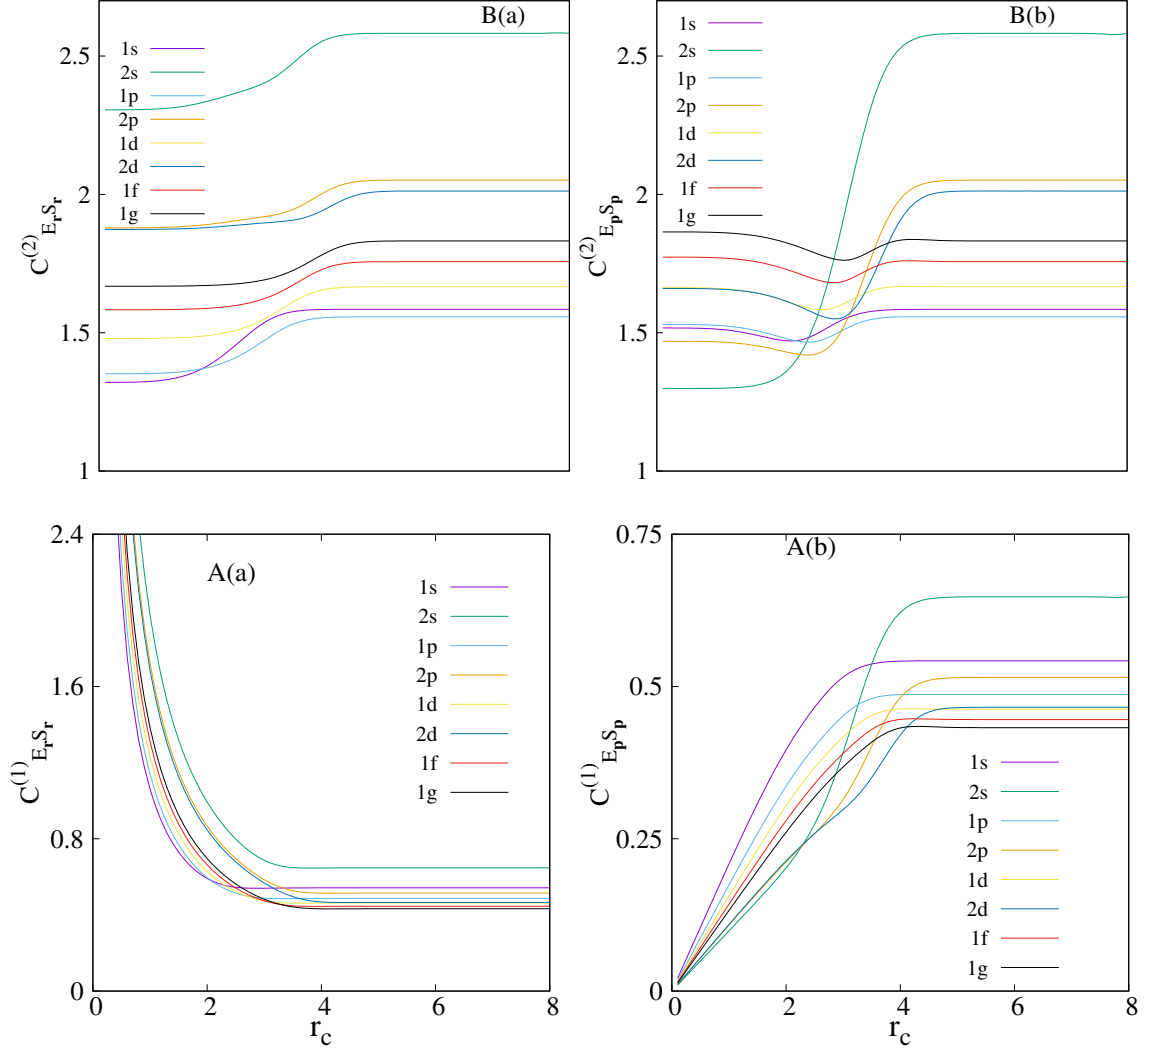 B(a)
1s
2s
1p
2p
1d
2d
1f
1g
2.5
2
1.5
1
C(2)ErSr
B(b)
1s
2s
1p
2p
1d
2d
1f
1g
2.5
2
1.5
1
C(2)EpSp
A(a)
1s
2s
1p
2p
1d
2d
1f
1g
2.4
1.6
0.8
0
C(1)ErSr
0 2 4 6 8
rc
A(b)
1s
2s
1p
2p
1d
2d
1f
1g
0.75
0.5
0.25
0
C(1)EpSp
0 2 4 6 8
rc